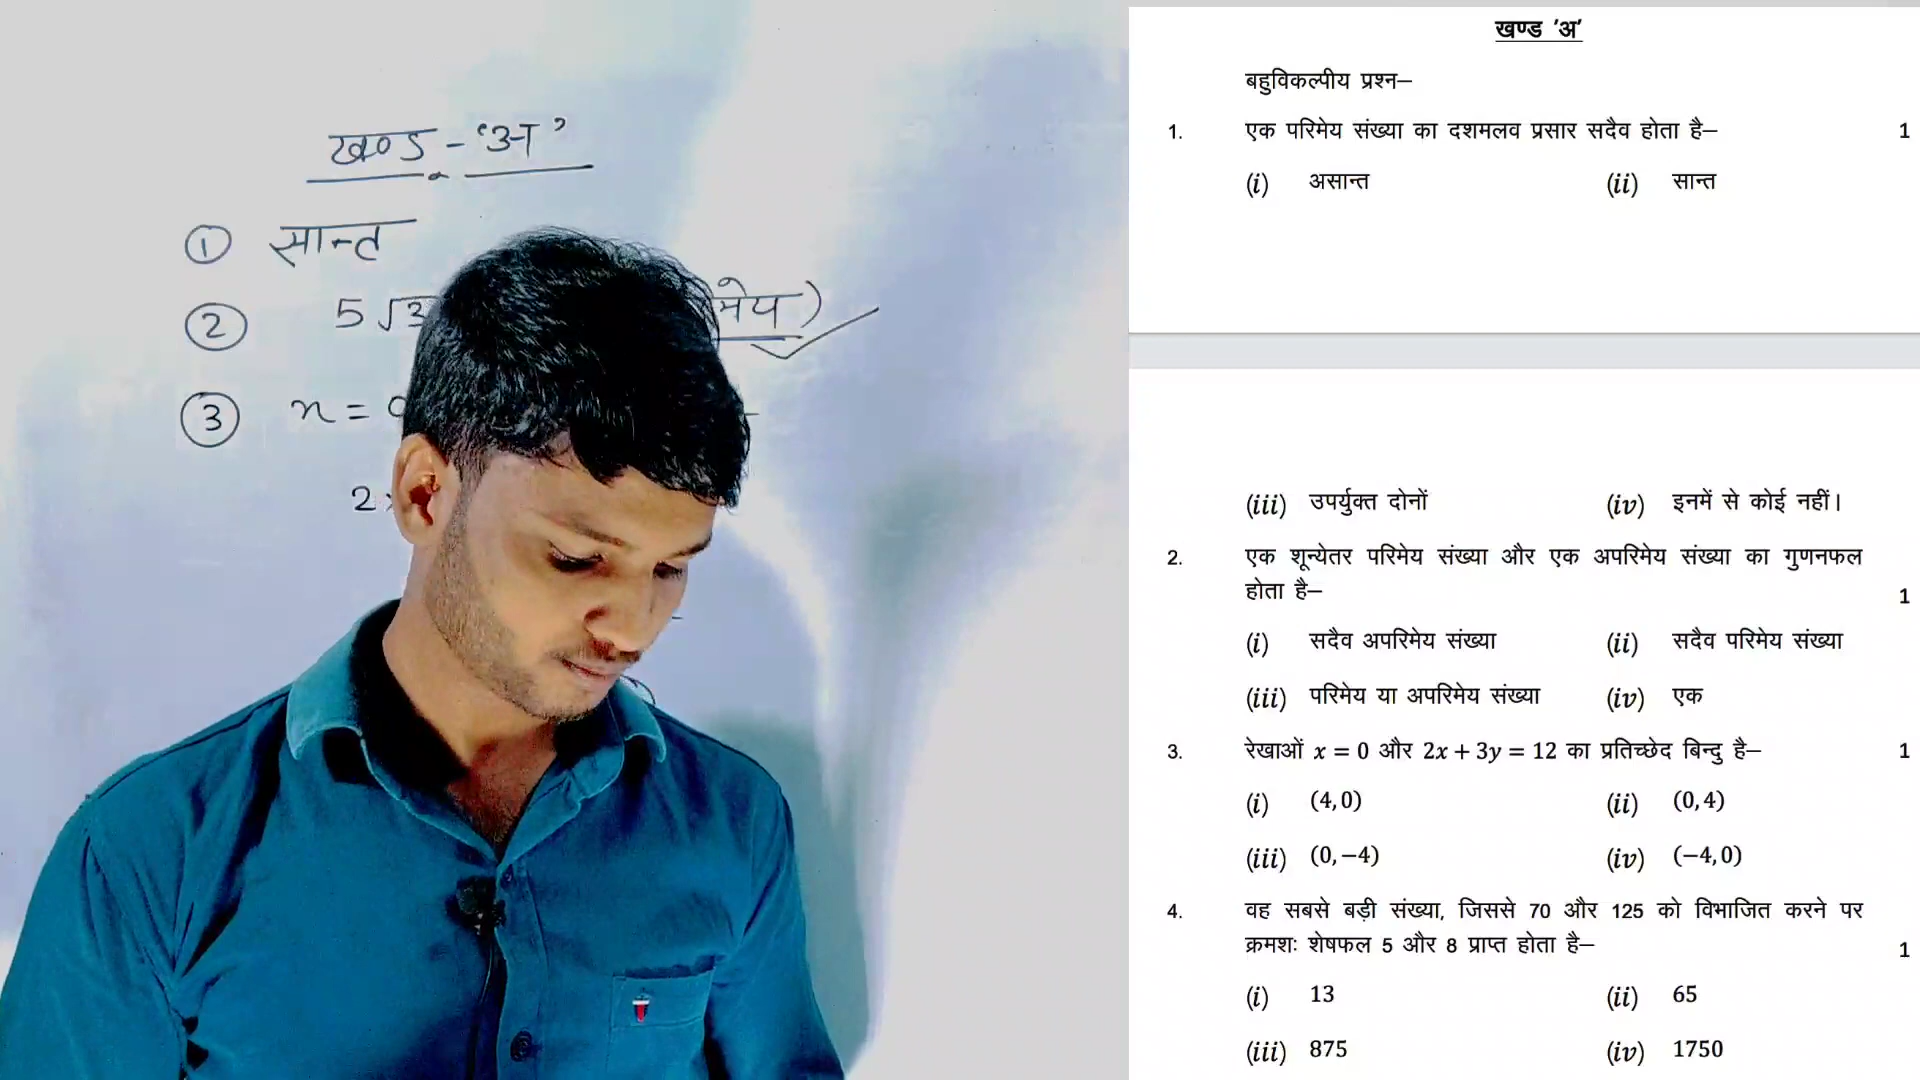 खण्ड - 'अ'
① सान्त
② 5√3 मेय)
③ x =
2
खण्ड 'अ'
बहुविकल्पीय प्रश्न–
1. एक परिमेय संख्या का दशमलव प्रसार सदैव होता है– 1
(i) असान्त (ii) सान्त
(iii) उपर्युक्त दोनों (iv) इनमें से कोई नहीं।
2. एक शून्येतर परिमेय संख्या और एक अपरिमेय संख्या का गुणनफल
होता है– 1
(i) सदैव अपरिमेय संख्या (ii) सदैव परिमेय संख्या
(iii) परिमेय या अपरिमेय संख्या (iv) एक
3. रेखाओं x = 0 और 2x + 3y = 12 का प्रतिच्छेद बिन्दु है– 1
(i) (4, 0) (ii) (0, 4)
(iii) (0, −4) (iv) (−4, 0)
4. वह सबसे बड़ी संख्या, जिससे 70 और 125 को विभाजित करने पर
क्रमशः शेषफल 5 और 8 प्राप्त होता है– 1
(i) 13 (ii) 65
(iii) 875 (iv) 1750